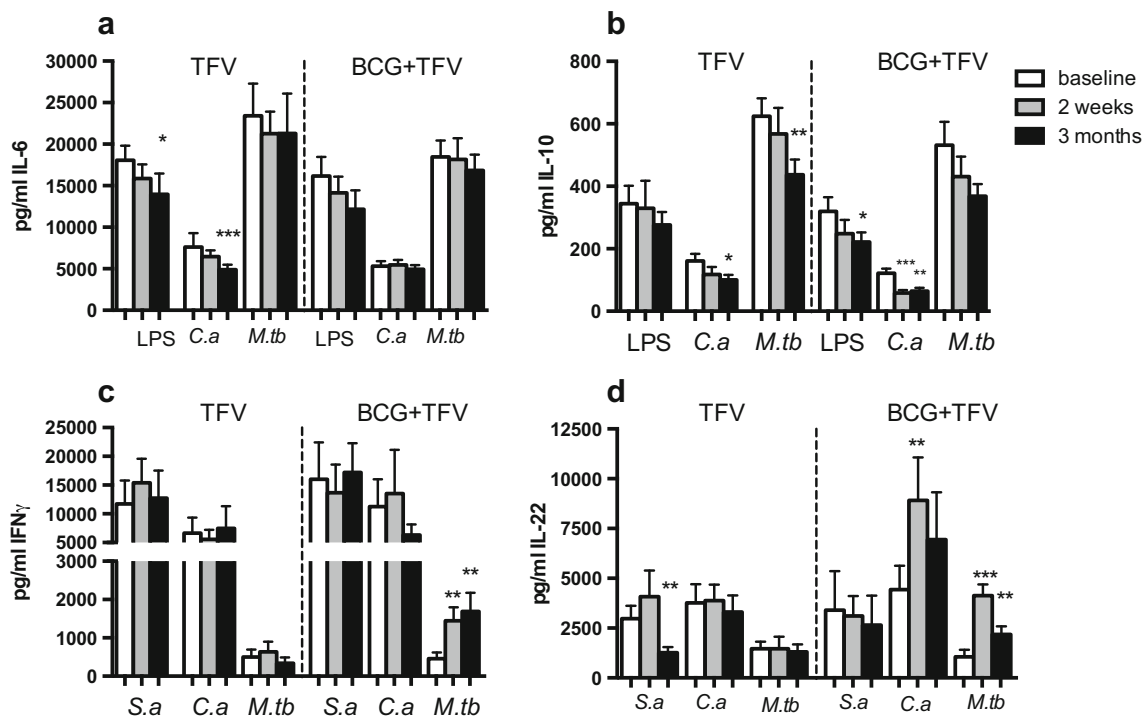 a
TFV
BCG+TFV
pg/ml IL-6
30000
25000
20000
15000
10000
5000
0
*
***
LPS C.a M.tb LPS C.a M.tb
b
TFV
BCG+TFV
baseline
2 weeks
3 months
pg/ml IL-10
800
600
400
200
0
*
**
*
***
**
LPS C.a M.tb LPS C.a M.tb
c
TFV
BCG+TFV
pg/ml IFNγ
25000
20000
15000
10000
5000
3000
2000
1000
0
**
**
S.a C.a M.tb S.a C.a M.tb
d
TFV
BCG+TFV
pg/ml IL-22
12500
10000
7500
5000
2500
0
**
**
***
**
S.a C.a M.tb S.a C.a M.tb